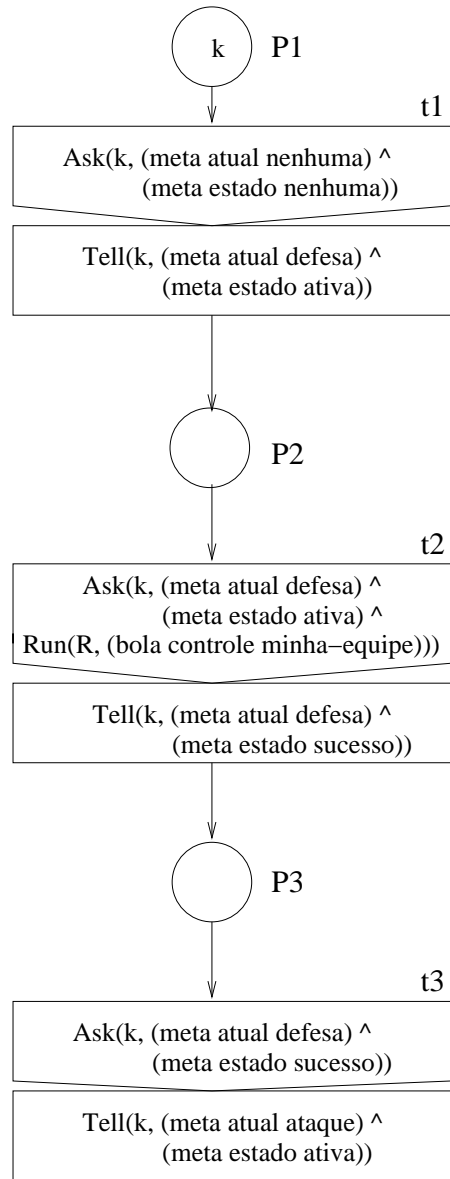 k P1
t1
Ask(k, (meta atual nenhuma) ^
(meta estado nenhuma))
Tell(k, (meta atual defesa) ^
(meta estado ativa))
P2
t2
Ask(k, (meta atual defesa) ^
(meta estado ativa) ^
Run(R, (bola controle minha−equipe)))
Tell(k, (meta atual defesa) ^
(meta estado sucesso))
P3
t3
Ask(k, (meta atual defesa) ^
(meta estado sucesso))
Tell(k, (meta atual ataque) ^
(meta estado ativa))